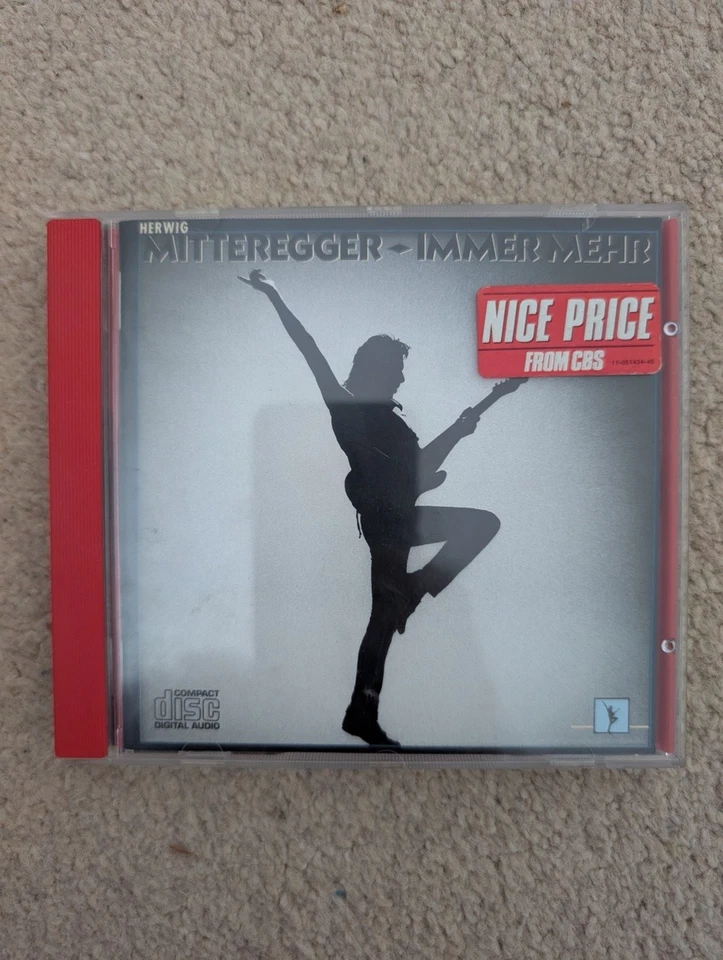 HERWIG
MITTEREGGER - IMMER MEHR
NICE PRICE
FROM CBS
COMPACT
disc
DIGITAL AUDIO